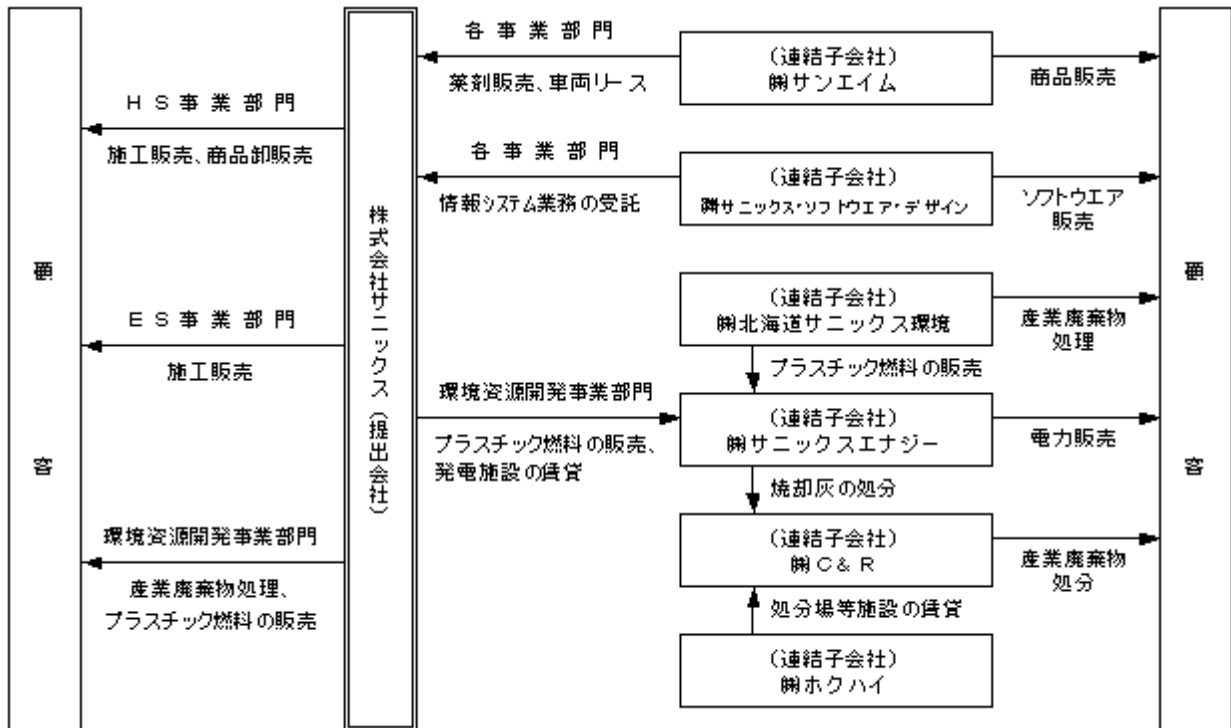 顧客
HS事業部門
施工販売、商品卸販売
ES事業部門
施工販売
環境資源開発事業部門
産業廃棄物処理、
プラスチック燃料の販売
株式会社サニックス(提出会社)
各事業部門
薬剤販売、車両リース
各事業部門
情報システム業務の受託
環境資源開発事業部門
プラスチック燃料の販売、
発電施設の賃貸
(連結子会社)
㈱サンエイム
商品販売
(連結子会社)
㈱サニックス・ソフトウエア・デザイン
ソフトウエア
販売
(連結子会社)
㈱北海道サニックス環境
産業廃棄物
処理
プラスチック燃料の販売
(連結子会社)
㈱サニックスエナジー
電力販売
焼却灰の処分
(連結子会社)
㈱C&R
産業廃棄物
処分
処分場等施設の賃貸
(連結子会社)
㈱ホクハイ
顧客